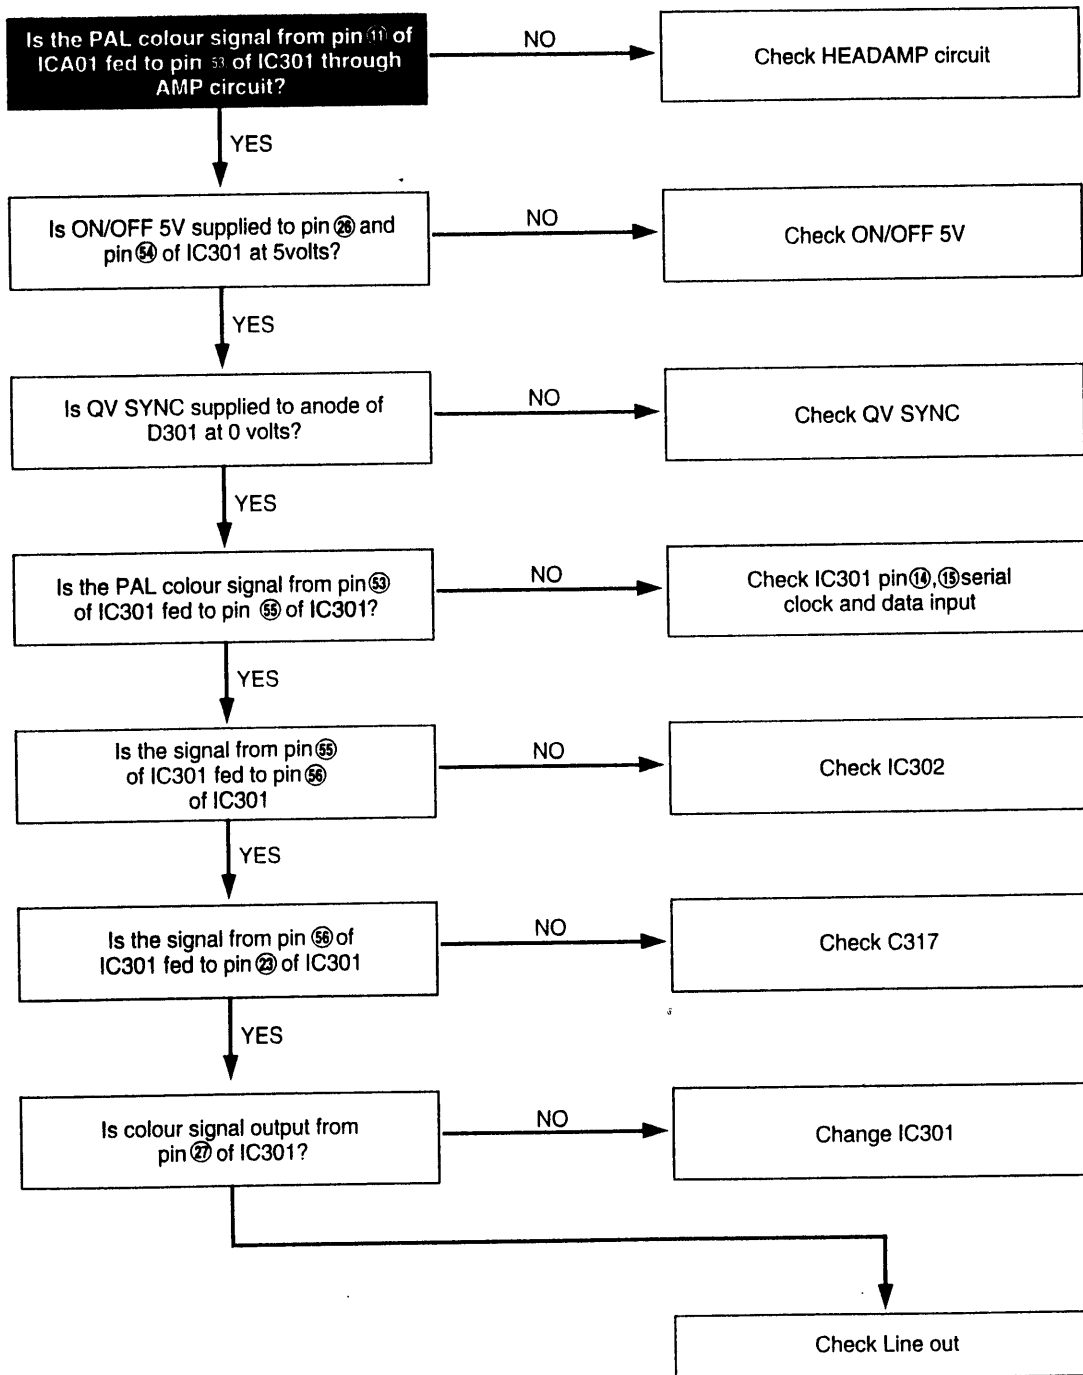 Is the PAL colour signal from pin ⑪ of
ICA01 fed to pin 53 of IC301 through
AMP circuit?
NO
Check HEADAMP circuit
YES
Is ON/OFF 5V supplied to pin ㉖ and
pin 54 of IC301 at 5volts?
NO
Check ON/OFF 5V
YES
Is QV SYNC supplied to anode of
D301 at 0 volts?
NO
Check QV SYNC
YES
Is the PAL colour signal from pin 53
of IC301 fed to pin 55 of IC301?
NO
Check IC301 pin ⑭,⑮ serial
clock and data input
YES
Is the signal from pin 55
of IC301 fed to pin 56
of IC301
NO
Check IC302
YES
Is the signal from pin 56 of
IC301 fed to pin ㉓ of IC301
NO
Check C317
YES
Is colour signal output from
pin ㉗ of IC301?
NO
Change IC301
Check Line out